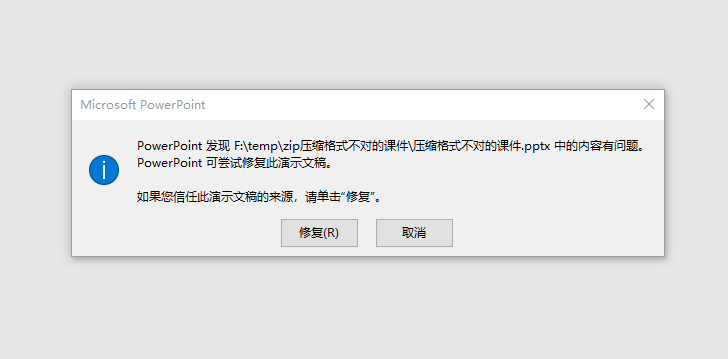 Microsoft PowerPoint
PowerPoint 发现 F:\temp\zip压缩格式不对的课件\压缩格式不对的课件.pptx 中的内容有问题。
PowerPoint 可尝试修复此演示文稿。
如果您信任此演示文稿的来源，请单击“修复”。
修复(R)
取消